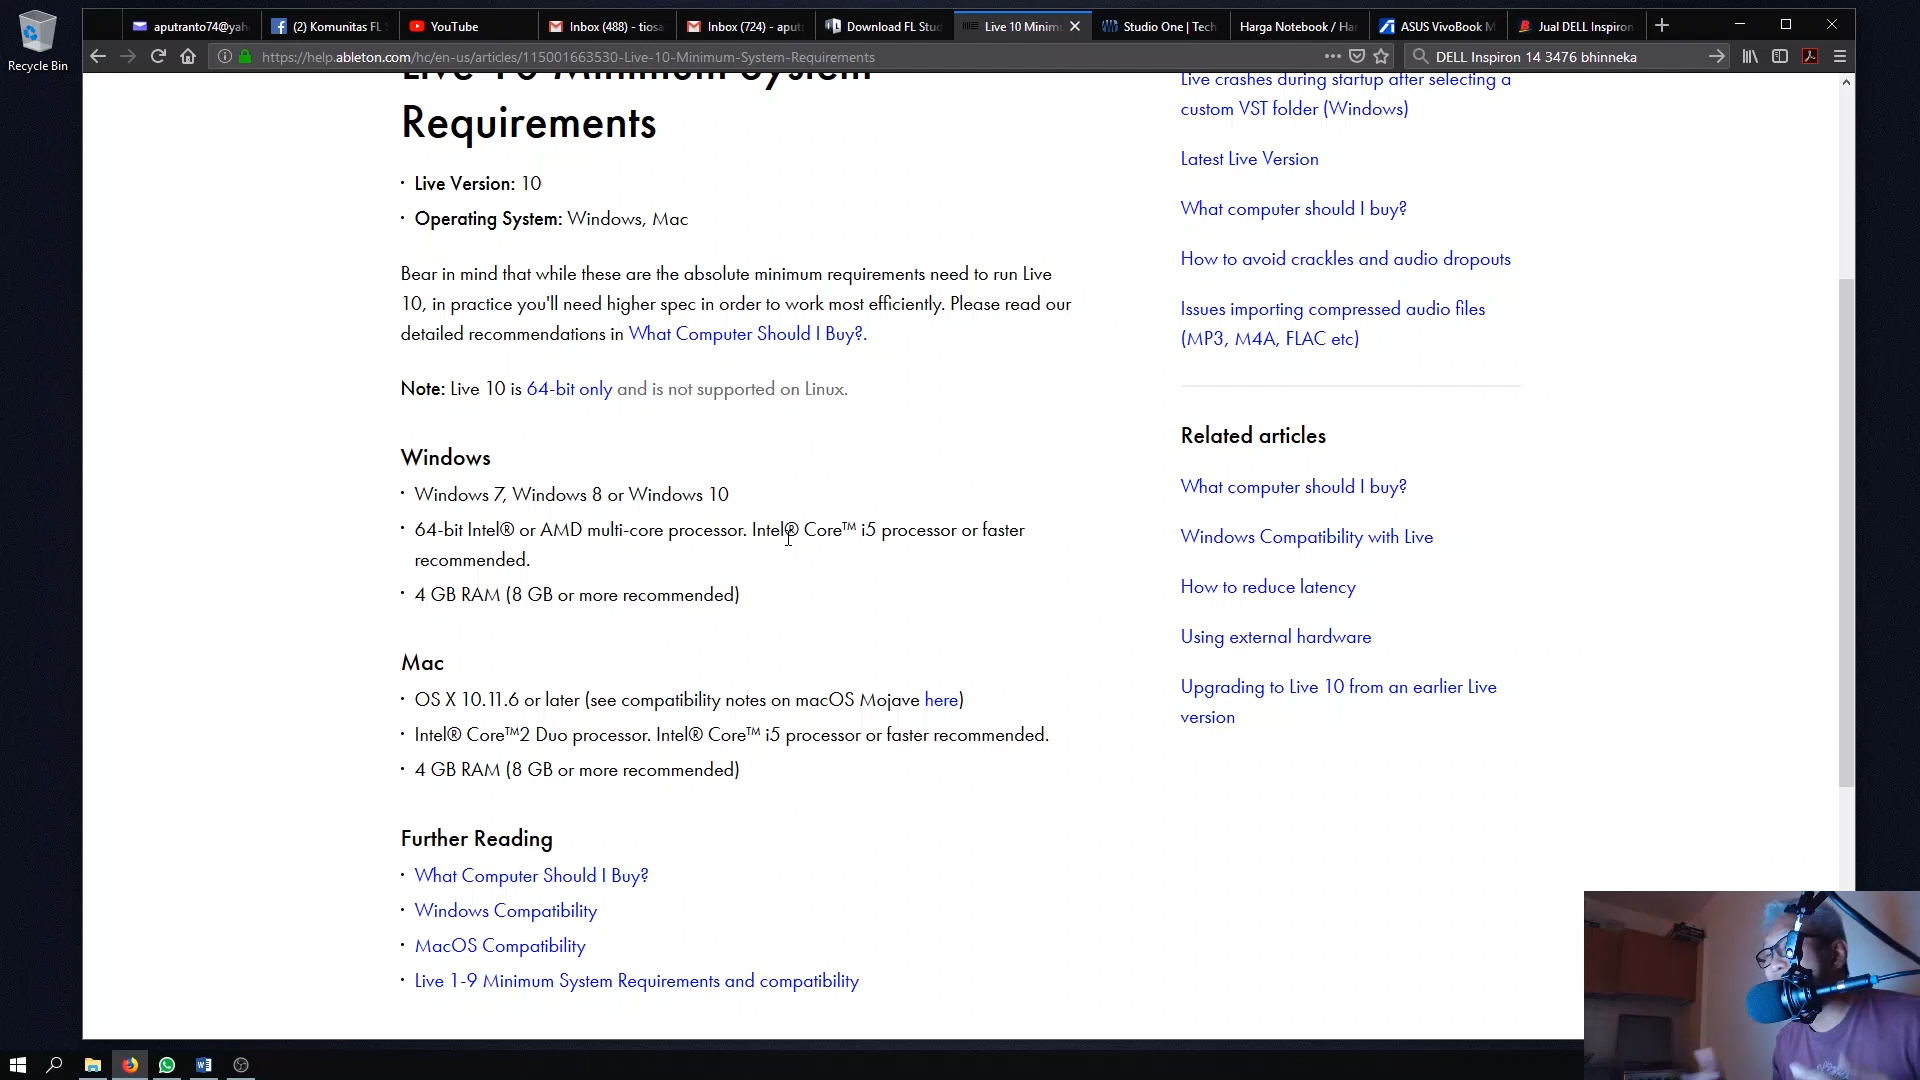 Recycle Bin
aputranto74@yah
(2) Komunitas FL S
YouTube
Inbox (488) - tiosa
Inbox (724) - aput
Download FL Stud
Live 10 Minim
Studio One | Tech
Harga Notebook / Ha
ASUS VivoBook M
Jual DELL Inspiron
https://help.ableton.com/hc/en-us/articles/115001663530-Live-10-Minimum-System-Requirements
DELL Inspiron 14 3476 bhinneka
Live 10 Minimum System
Requirements
· Live Version: 10
· Operating System: Windows, Mac
Bear in mind that while these are the absolute minimum requirements need to run Live
10, in practice you'll need higher spec in order to work most efficiently. Please read our
detailed recommendations in What Computer Should I Buy?.
Note: Live 10 is 64-bit only and is not supported on Linux.
Windows
· Windows 7, Windows 8 or Windows 10
· 64-bit Intel® or AMD multi-core processor. Intel® Core™ i5 processor or faster
recommended.
· 4 GB RAM (8 GB or more recommended)
Mac
· OS X 10.11.6 or later (see compatibility notes on macOS Mojave here)
· Intel® Core™2 Duo processor. Intel® Core™ i5 processor or faster recommended.
· 4 GB RAM (8 GB or more recommended)
Further Reading
· What Computer Should I Buy?
· Windows Compatibility
· MacOS Compatibility
· Live 1-9 Minimum System Requirements and compatibility
Live crashes during startup after selecting a
custom VST folder (Windows)
Latest Live Version
What computer should I buy?
How to avoid crackles and audio dropouts
Issues importing compressed audio files
(MP3, M4A, FLAC etc)
Related articles
What computer should I buy?
Windows Compatibility with Live
How to reduce latency
Using external hardware
Upgrading to Live 10 from an earlier Live
version